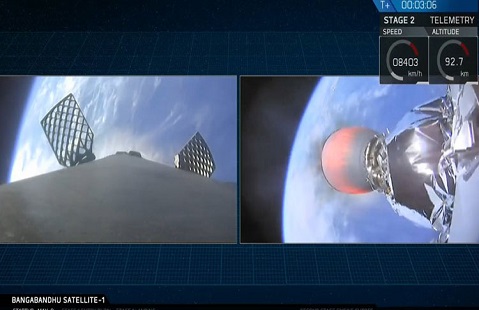 T+ 00:03:06
STAGE 2 TELEMETRY
SPEED ALTITUDE
08403 92.7
km/h km
BANGABANDHU SATELLITE-1